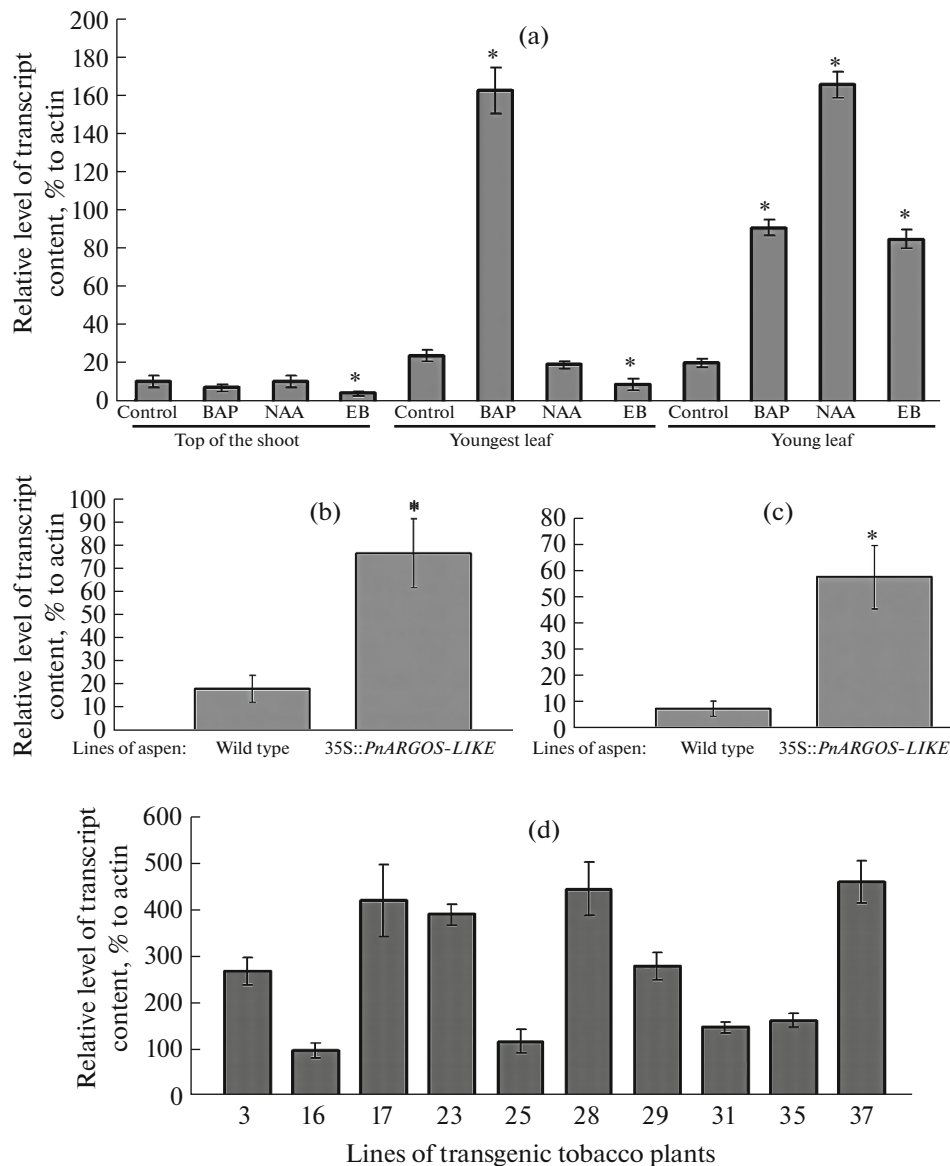 (a)
Relative level of transcript
content, % to actin
200
180
160
140
120
100
80
60
40
20
0
*
*
*
*
*
*
Control BAP NAA EB Control BAP NAA EB Control BAP NAA EB
Top of the shoot Youngest leaf Young leaf
(b)
Relative level of transcript
content, % to actin
100
90
80
70
60
50
40
30
20
10
0
*
Lines of aspen: Wild type 35S::PnARGOS-LIKE
(c)
80
70
60
50
40
30
20
10
0
*
Lines of aspen: Wild type 35S::PnARGOS-LIKE
(d)
Relative level of transcript
content, % to actin
600
500
400
300
200
100
0
3 16 17 23 25 28 29 31 35 37
Lines of transgenic tobacco plants